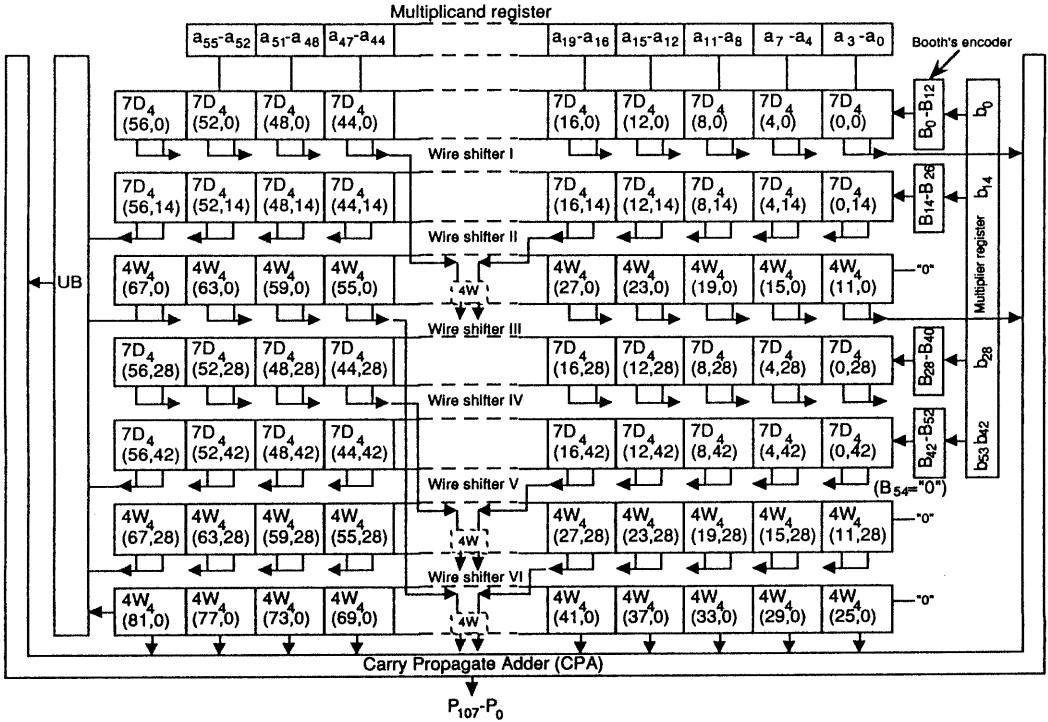 Multiplicand register
a55-a52 a51-a48 a47-a44 a19-a16 a15-a12 a11-a8 a7-a4 a3-a0
Booth's encoder
7D4 7D4 7D4 7D4 7D4 7D4 7D4 7D4 7D4
(56,0) (52,0) (48,0) (44,0) (16,0) (12,0) (8,0) (4,0) (0,0)
B0-B12
b0
Wire shifter I
7D4 7D4 7D4 7D4 7D4 7D4 7D4 7D4 7D4
(56,14) (52,14) (48,14) (44,14) (16,14) (12,14) (8,14) (4,14) (0,14)
B14-B26
b14
Wire shifter II
Multiplier register
UB
4W4 4W4 4W4 4W4 4W4 4W4 4W4 4W4 4W4 "0"
(67,0) (63,0) (59,0) (55,0) 4W (27,0) (23,0) (19,0) (15,0) (11,0)
Wire shifter III
7D4 7D4 7D4 7D4 7D4 7D4 7D4 7D4 7D4
(56,28) (52,28) (48,28) (44,28) (16,28) (12,28) (8,28) (4,28) (0,28)
B28-B40
b28
Wire shifter IV
7D4 7D4 7D4 7D4 7D4 7D4 7D4 7D4 7D4
(56,42) (52,42) (48,42) (44,42) (16,42) (12,42) (8,42) (4,42) (0,42)
B42-B52
b53 b42
Wire shifter V
(B54="0")
4W4 4W4 4W4 4W4 4W4 4W4 4W4 4W4 4W4 "0"
(67,28) (63,28) (59,28) (55,28) 4W (27,28) (23,28) (19,28) (15,28) (11,28)
Wire shifter VI
4W4 4W4 4W4 4W4 4W4 4W4 4W4 4W4 4W4 "0"
(81,0) (77,0) (73,0) (69,0) 4W (41,0) (37,0) (33,0) (29,0) (25,0)
Carry Propagate Adder (CPA)
P107-P0